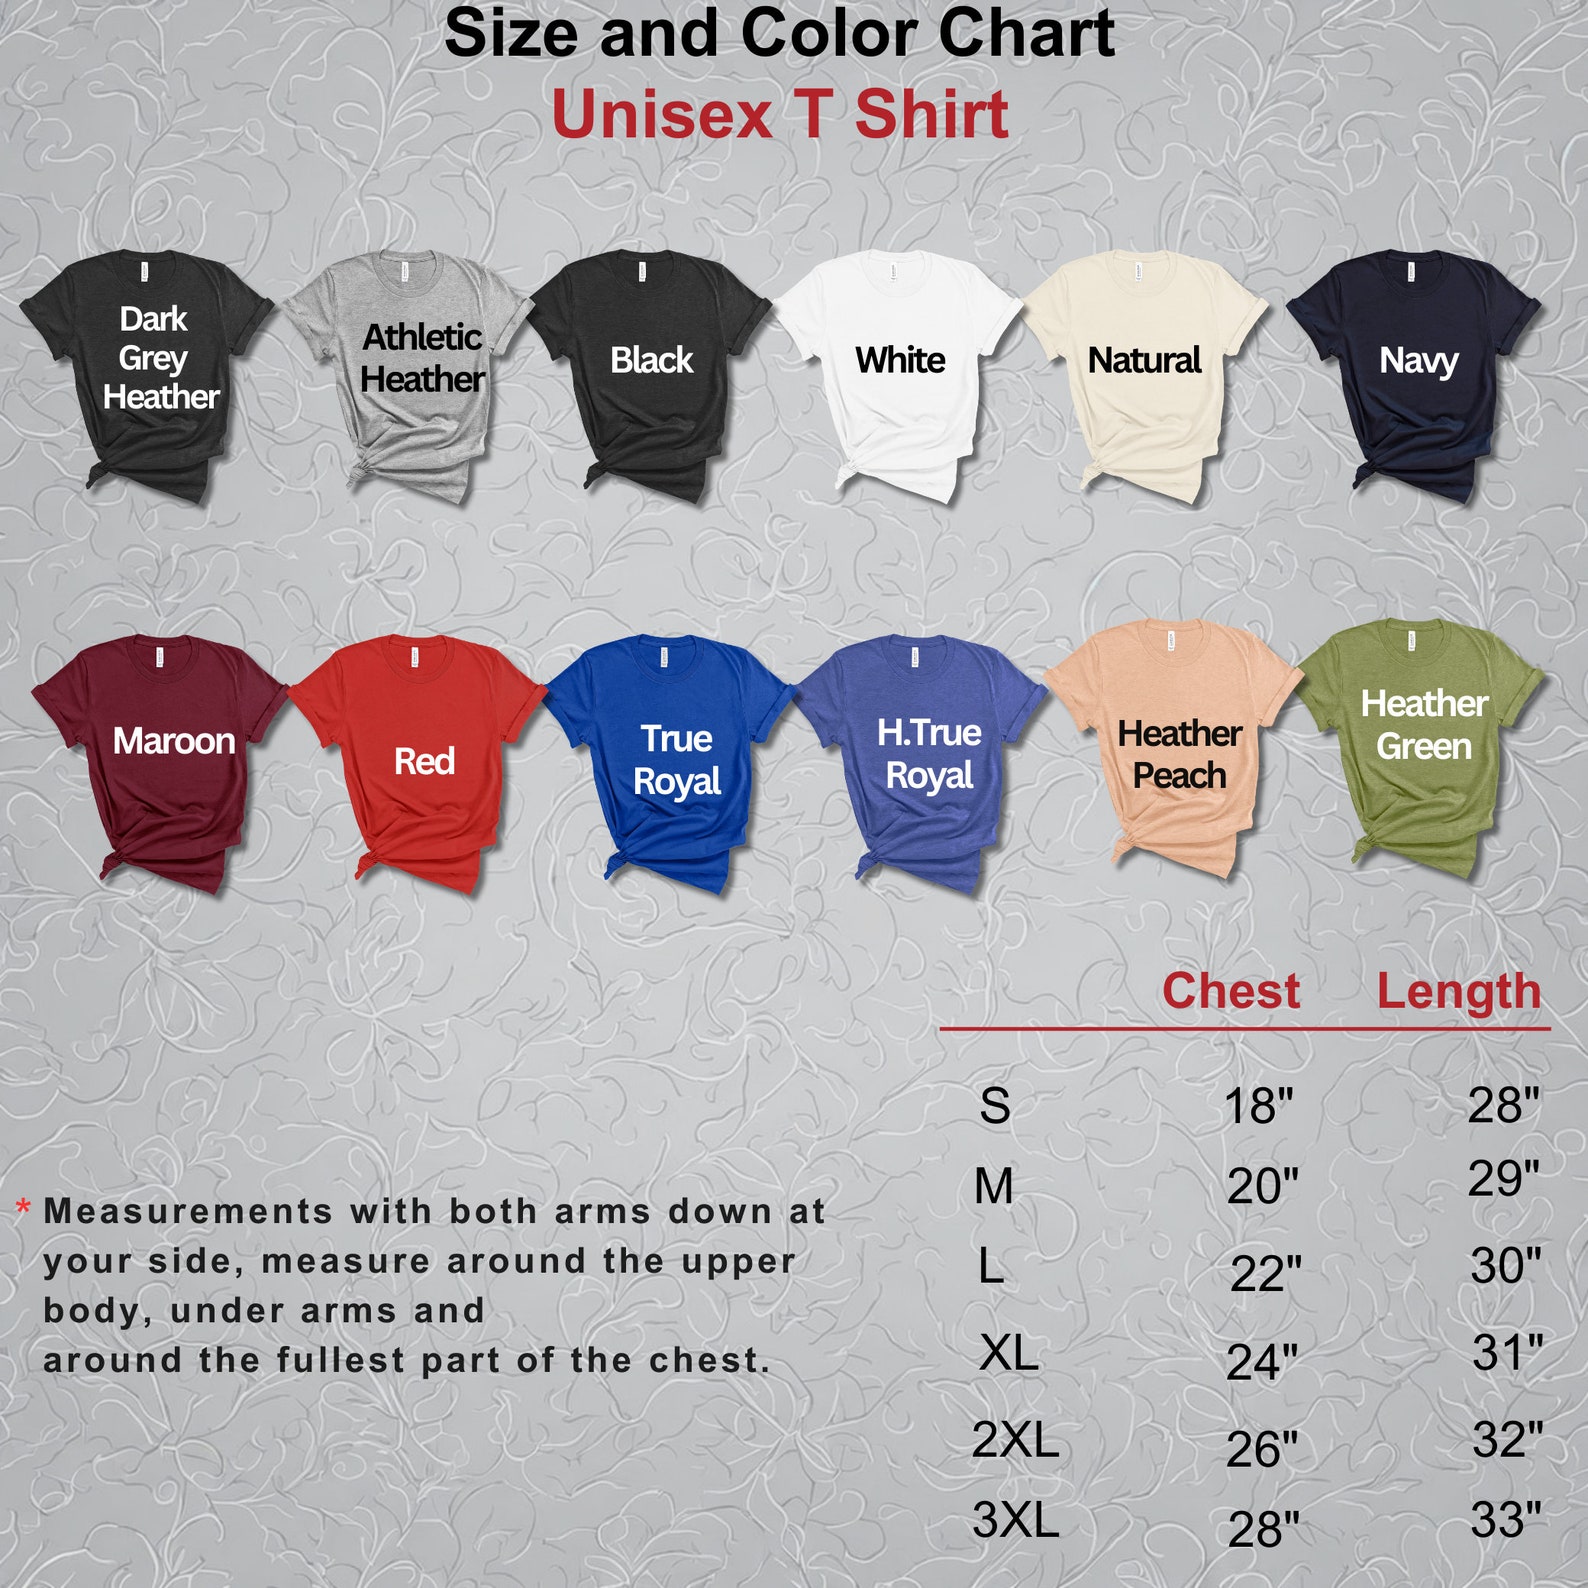 Size and Color Chart
Unisex T Shirt
Dark
Grey
Heather
Athletic
Heather
Black
White
Natural
Navy
Maroon
Red
True
Royal
H.True
Royal
Heather
Peach
Heather
Green
Chest Length
S 18" 28"
M 20" 29"
L 22" 30"
XL 24" 31"
2XL 26" 32"
3XL 28" 33"
* Measurements with both arms down at
your side, measure around the upper
body, under arms and
around the fullest part of the chest.